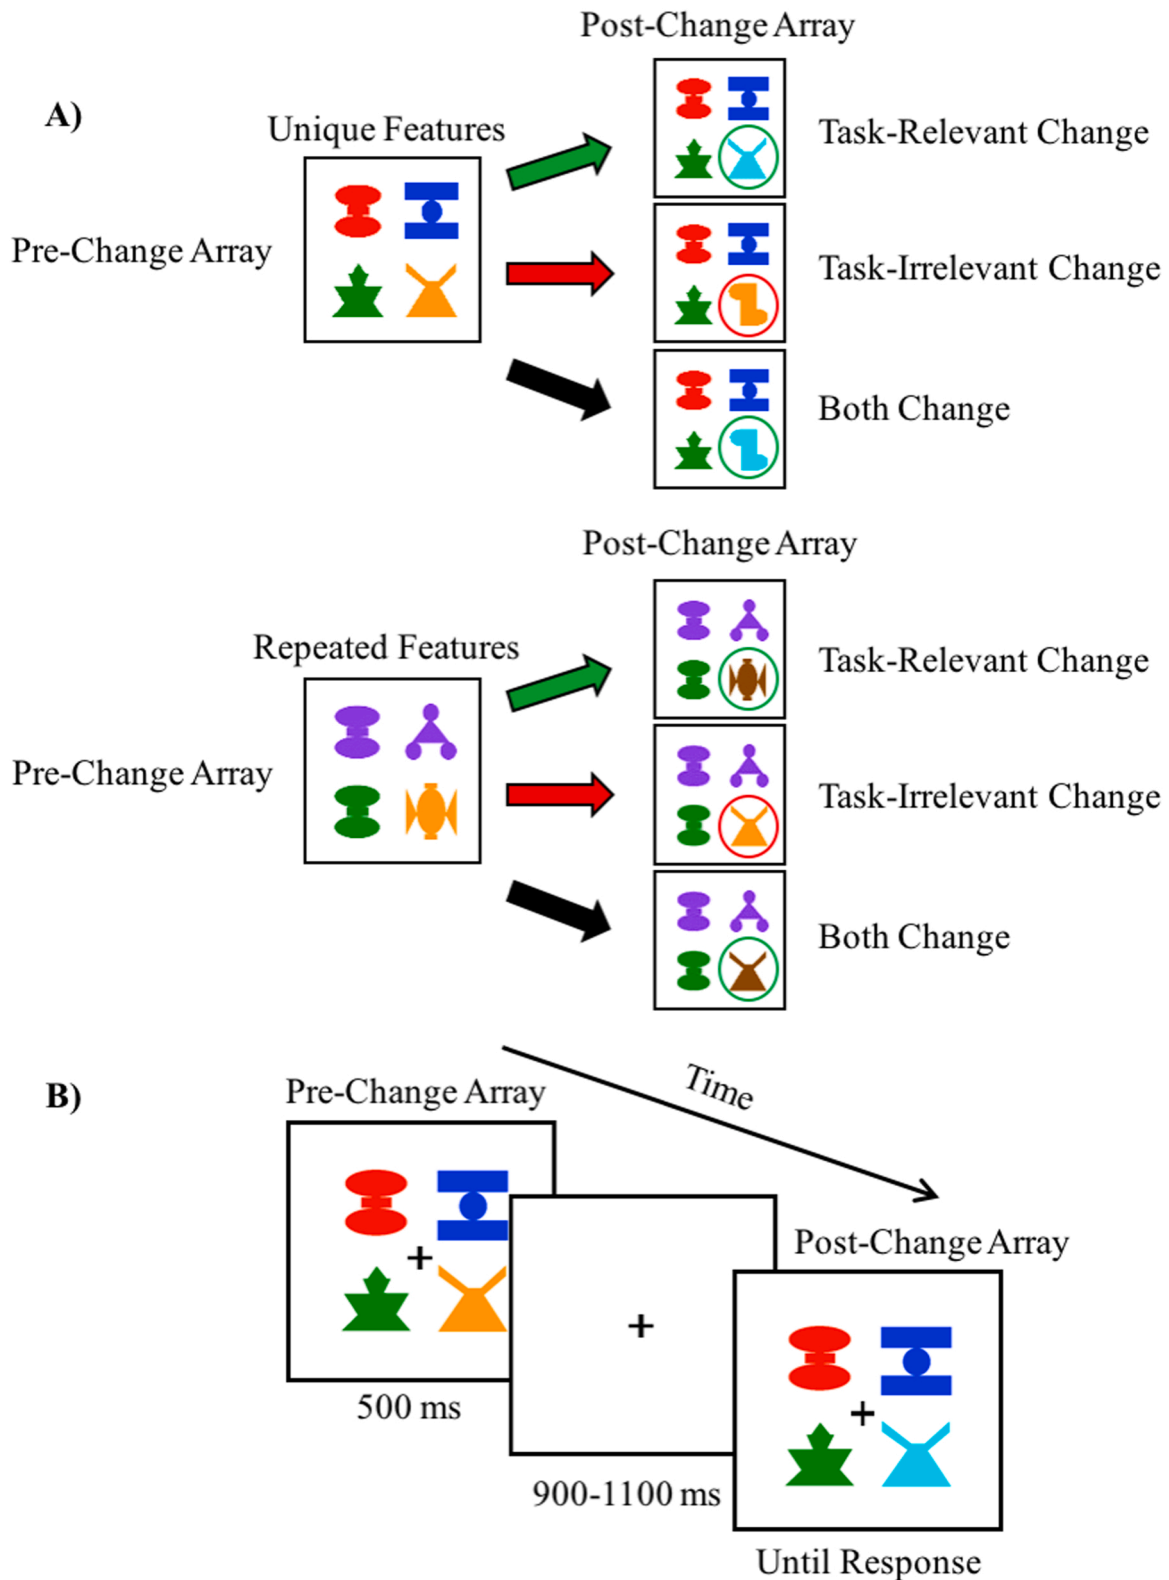 Post-Change Array
A)
Unique Features
Task-Relevant Change
Pre-Change Array
Task-Irrelevant Change
Both Change
Post-Change Array
Repeated Features
Task-Relevant Change
Pre-Change Array
Task-Irrelevant Change
Both Change
B)
Pre-Change Array
Time
+
+
Post-Change Array
+
500 ms
900-1100 ms
Until Response